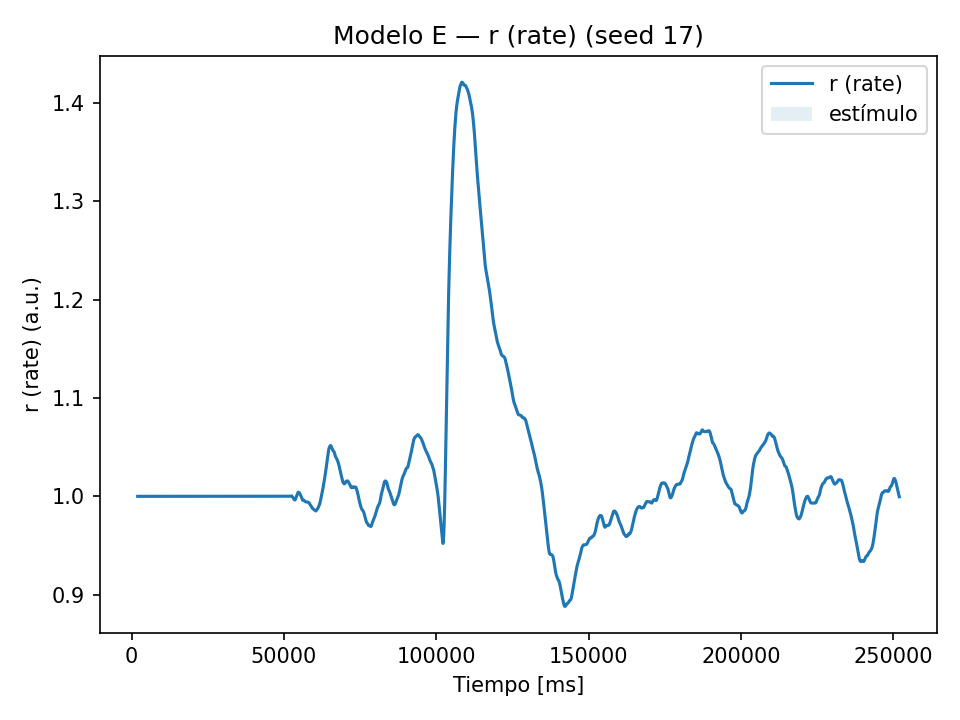 Modelo E — r (rate) (seed 17)
r (rate)
estímulo
r (rate) (a.u.)
1.4
1.3
1.2
1.1
1.0
0.9
0
50000
100000
150000
200000
250000
Tiempo [ms]